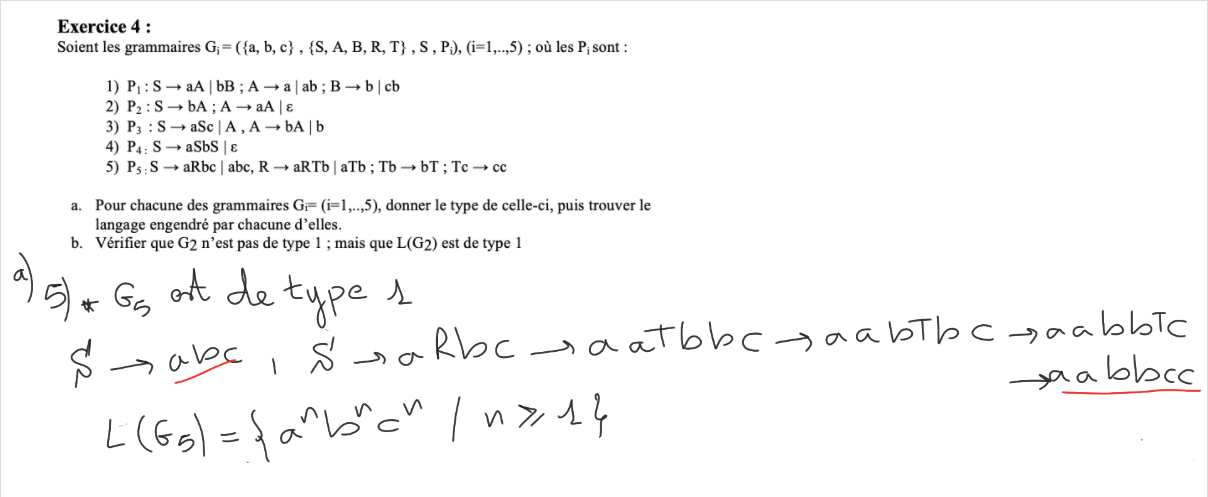 Exercice 4 :
Soient les grammaires Gi = ({a, b, c} , {S, A, B, R, T} , S , Pi), (i=1,..,5) ; où les Pi sont :
1) P1 : S → aA | bB ; A → a | ab ; B → b | cb
2) P2 : S → bA ; A → aA | ε
3) P3 : S → aSc | A , A → bA | b
4) P4 : S → aSbS | ε
5) P5 : S → aRbc | abc, R → aRTb | aTb ; Tb → bT ; Tc → cc
a. Pour chacune des grammaires Gi= (i=1,..,5), donner le type de celle-ci, puis trouver le
langage engendré par chacune d'elles.
b. Vérifier que G2 n'est pas de type 1 ; mais que L(G2) est de type 1
a) 5) * G5 est de type 1
S → abc , S → aRbc → aaTbbc → aabTbc → aabbTc
→ aabbcc
L(G5) = { a^n b^n c^n / n ⩾ 1 }